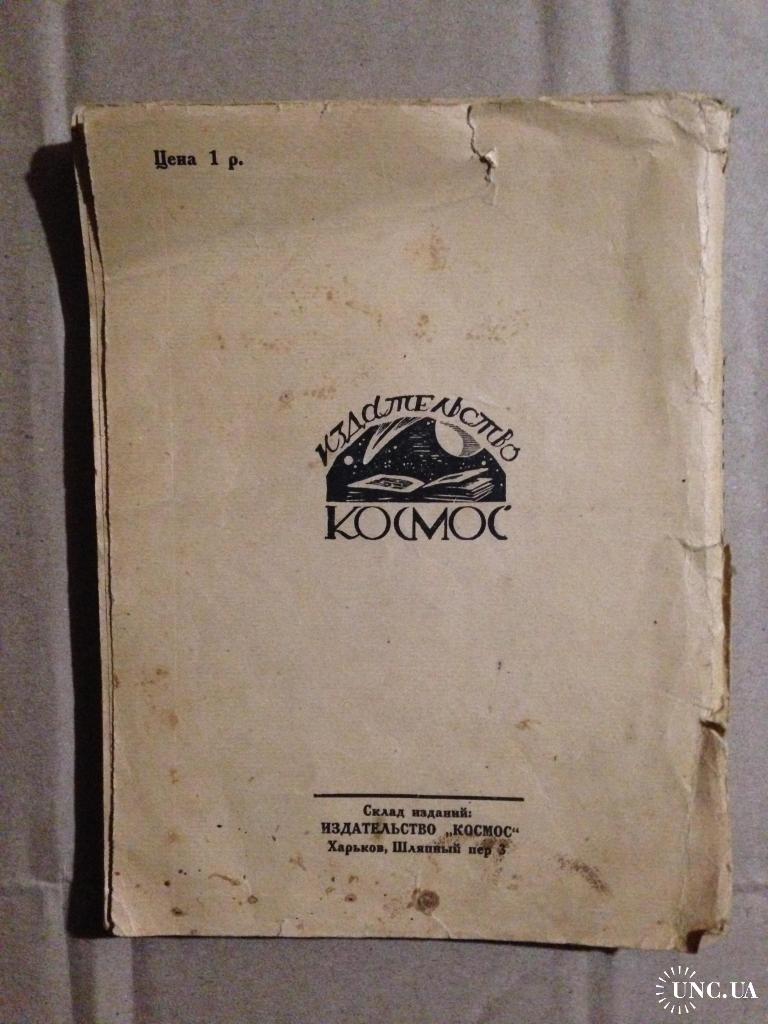 Цена 1 р.
ИЗДАТЕЛЬСТВО
КОСМОС
Склад изданий:
ИЗДАТЕЛЬСТВО „КОСМОС“
Харьков, Шляпный пер 3
UNC.UA